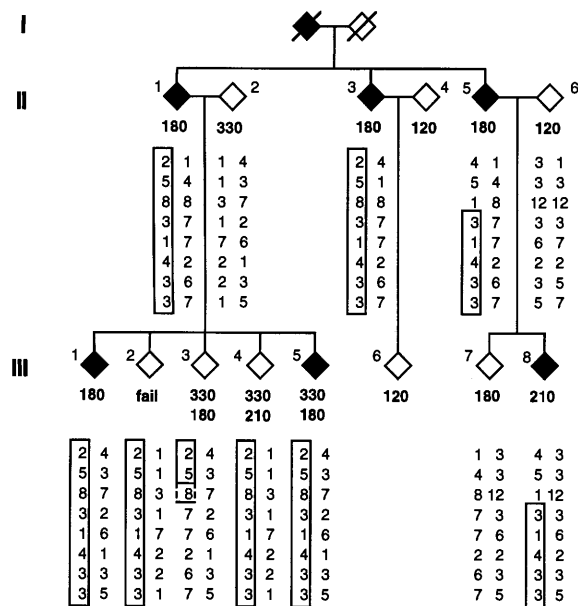 I
1 2 3 4 5 6
II
180 330 180 120 180 120
2 1 1 4 2 4 4 1 3 1
5 4 1 3 5 1 5 4 3 3
8 8 3 7 8 8 1 8 12 12
3 7 1 2 3 7 3 7 3 3
1 7 7 6 1 7 1 7 6 7
4 2 2 1 4 2 4 2 2 2
3 6 2 3 3 6 3 6 3 5
3 7 1 5 3 7 3 7 5 7
1 2 3 4 5 6 7 8
III
180 fail 330 330 330 120 180 210
180 210 180
2 4 2 1 2 4 2 1 2 4 1 3 4 3
5 3 5 1 5 3 5 1 5 3 4 3 5 3
8 7 8 3 8 7 8 3 8 7 8 12 1 12
3 2 3 1 7 2 3 1 3 2 7 3 3 3
1 6 1 7 7 6 1 7 1 6 7 6 1 6
4 1 4 2 2 1 4 2 4 1 2 2 4 2
3 3 3 2 6 3 3 2 3 3 6 3 3 3
3 5 3 1 7 5 3 1 3 5 7 5 3 5